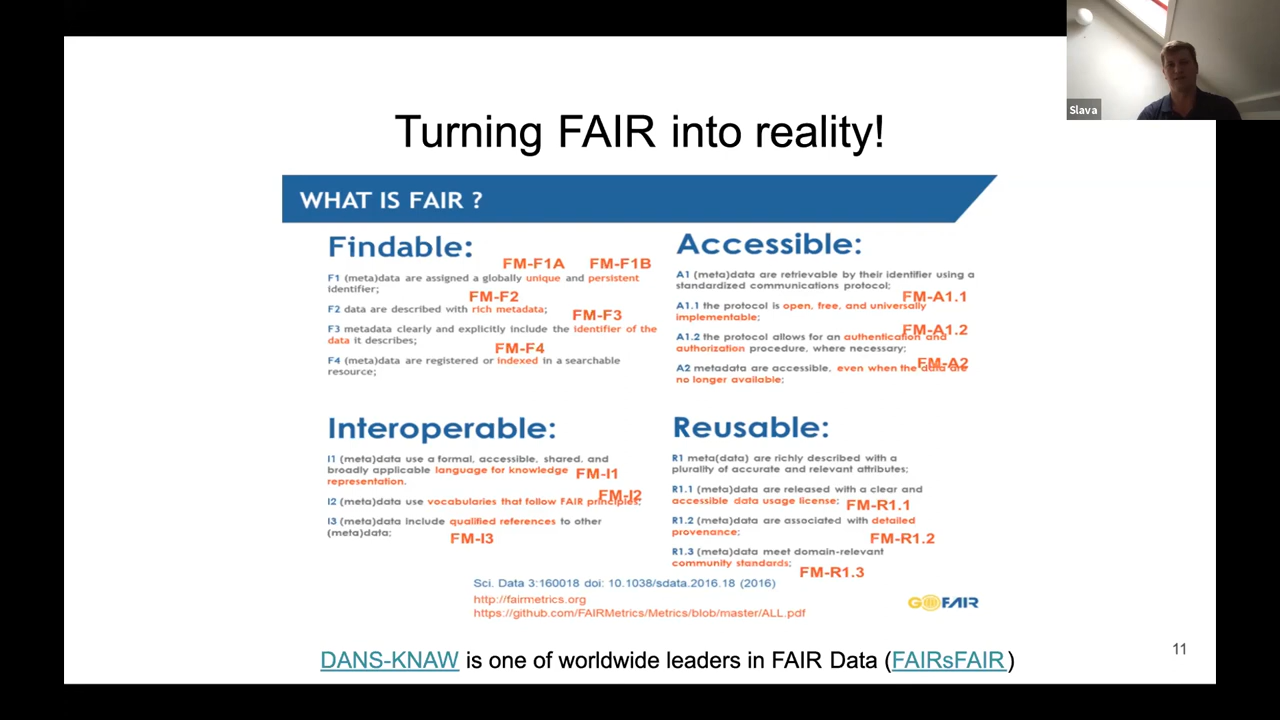 Slava
Turning FAIR into reality!
WHAT IS FAIR ?
Findable:
FM-F1A FM-F1B
F1 (meta)data are assigned a globally unique and persistent
identifier;
FM-F2
F2 data are described with rich metadata;
FM-F3
F3 metadata clearly and explicitly include the identifier of the
data it describes;
FM-F4
F4 (meta)data are registered or indexed in a searchable
resource;
Accessible:
A1 (meta)data are retrievable by their identifier using a
standardized communications protocol;
FM-A1.1
A1.1 the protocol is open, free, and universally
implementable;
FM-A1.2
A1.2 the protocol allows for an authentication and
authorization procedure, where necessary;
FM-A2
A2 metadata are accessible, even when the data are
no longer available;
Interoperable:
I1 (meta)data use a formal, accessible, shared, and
broadly applicable language for knowledge
representation.
FM-I1
FM-I2
I2 (meta)data use vocabularies that follow FAIR principles;
I3 (meta)data include qualified references to other
(meta)data;
FM-I3
Reusable:
R1 meta(data) are richly described with a
plurality of accurate and relevant attributes;
R1.1 (meta)data are released with a clear and
accessible data usage license;
FM-R1.1
R1.2 (meta)data are associated with detailed
provenance;
FM-R1.2
R1.3 (meta)data meet domain-relevant
community standards;
FM-R1.3
Sci. Data 3:160018 doi: 10.1038/sdata.2016.18 (2016)
http://fairmetrics.org
https://github.com/FAIRMetrics/Metrics/blob/master/ALL.pdf
GO FAIR
DANS-KNAW is one of worldwide leaders in FAIR Data (FAIRsFAIR)
11